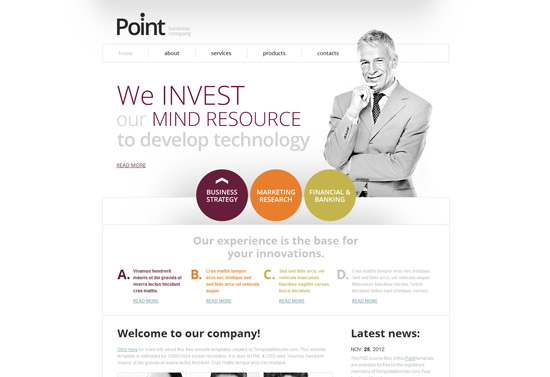 Point business
company
home about services products contacts
We INVEST
our MIND RESOURCE
to develop technology
READ MORE
BUSINESS
STRATEGY
MARKETING
RESEARCH
FINANCIAL &
BANKING
Our experience is the base for
your innovations.
A. Vivamus hendrerit
mauris ut dui gravida ut
viverra lectus tincidunt
cras mattis.
READ MORE
B. Cras mattis tempor
eros nec tristique sed
sed felis arcu vel vehicula
augue.
READ MORE
C. Sed sed felis arcu, vel
vehicula maecenas
faucibus sagittis cursus
fusce tincidunt.
READ MORE
D. Cras mattis tempor eros
nec tristique. Sed sed felis
arcu, vel vehicula augue.
Maecenas faucibus cursus.
READ MORE
Welcome to our company!
Click here for more info about this free website templates created by TemplateMonster.com. This website
template is optimized for 1280X1024 screen resolution. It is also XHTML & CSS valid. Vivamus hendrerit
mauris ut dui gravida ut viverra lectus tincidunt. Cras mattis tempor eros nec tristique.
Latest news:
NOV 25, 2012
The PSD source files of this Point template
are available for free for the registered
members of TemplateMonster.com.